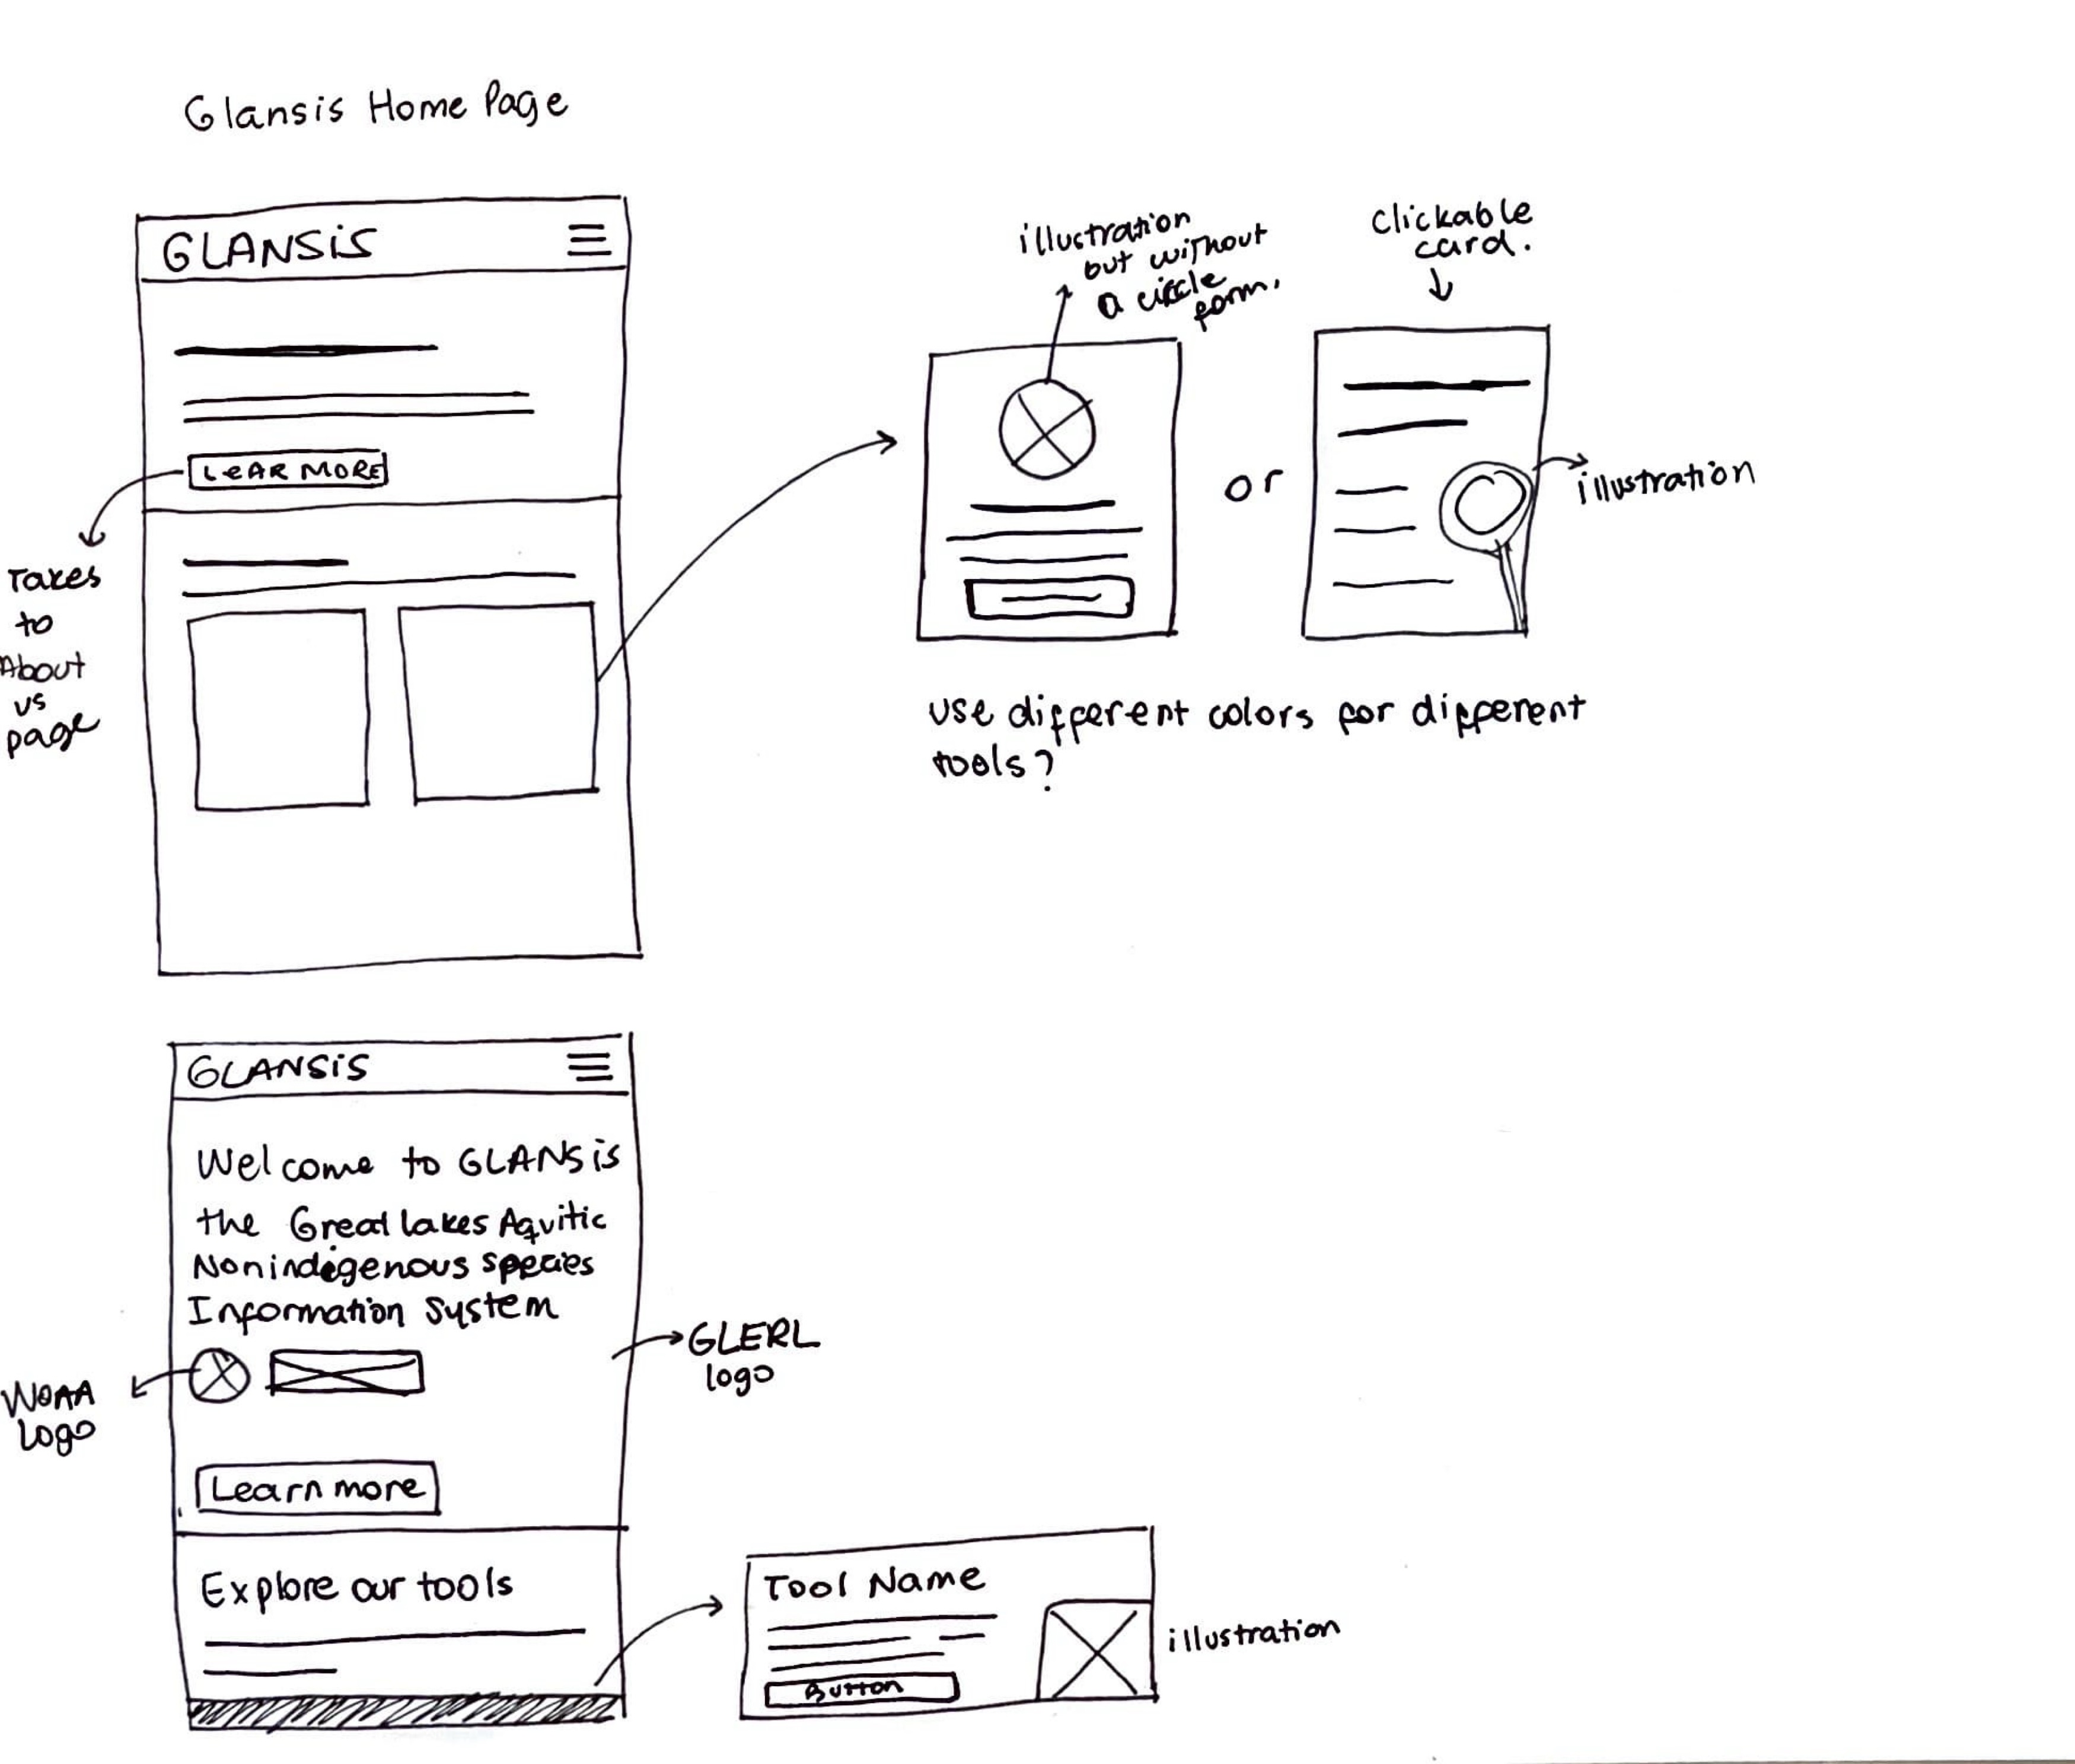 Glansis Home Page
GLANSiS
LeAR MORE
Takes
to
About
us
page
illustration
but without
a circle
form.
clickable
card.
or
illustration
use different colors for different
tools?
GLANSiS
Welcome to GLANSis
the Great lakes Aquitic
Nonindigenous species
Information system
GLERL
logo
NOAA
Logo
Learn more
Explore our tools
Tool Name
Button
illustration